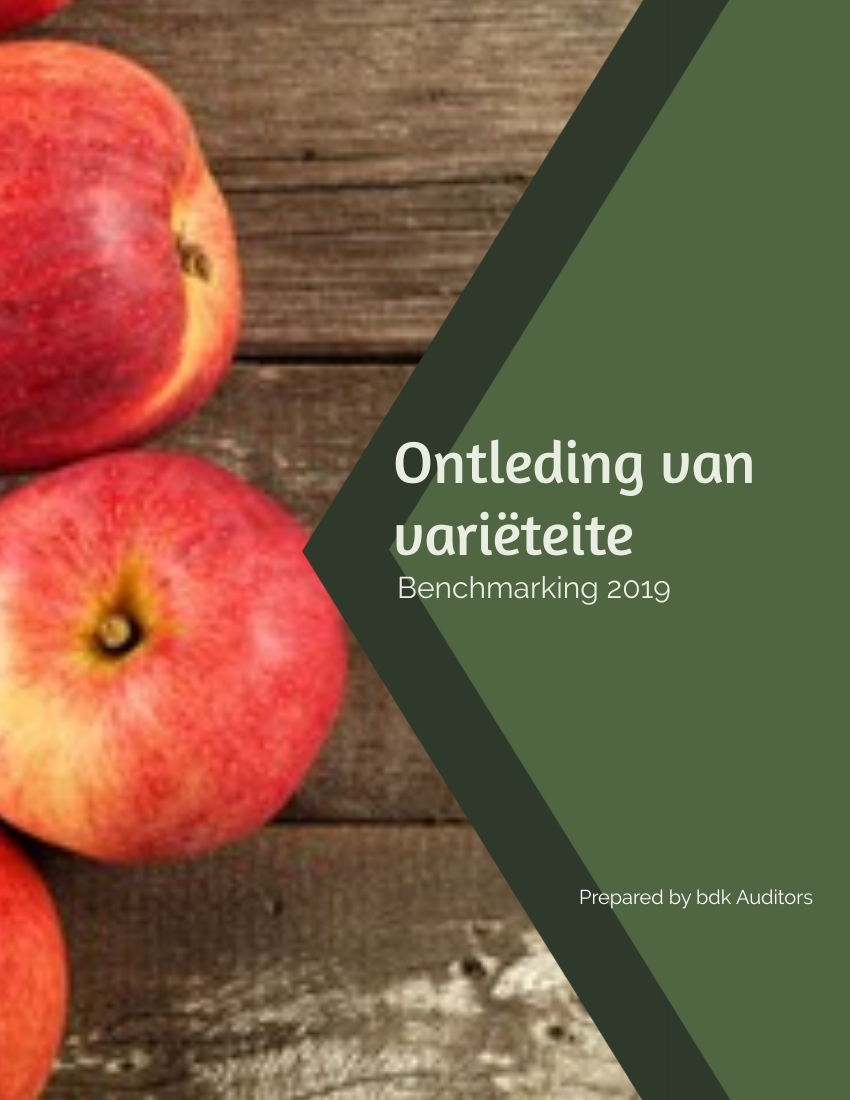 Ontleding van
variëteite
Benchmarking 2019
Prepared by bdk Auditors